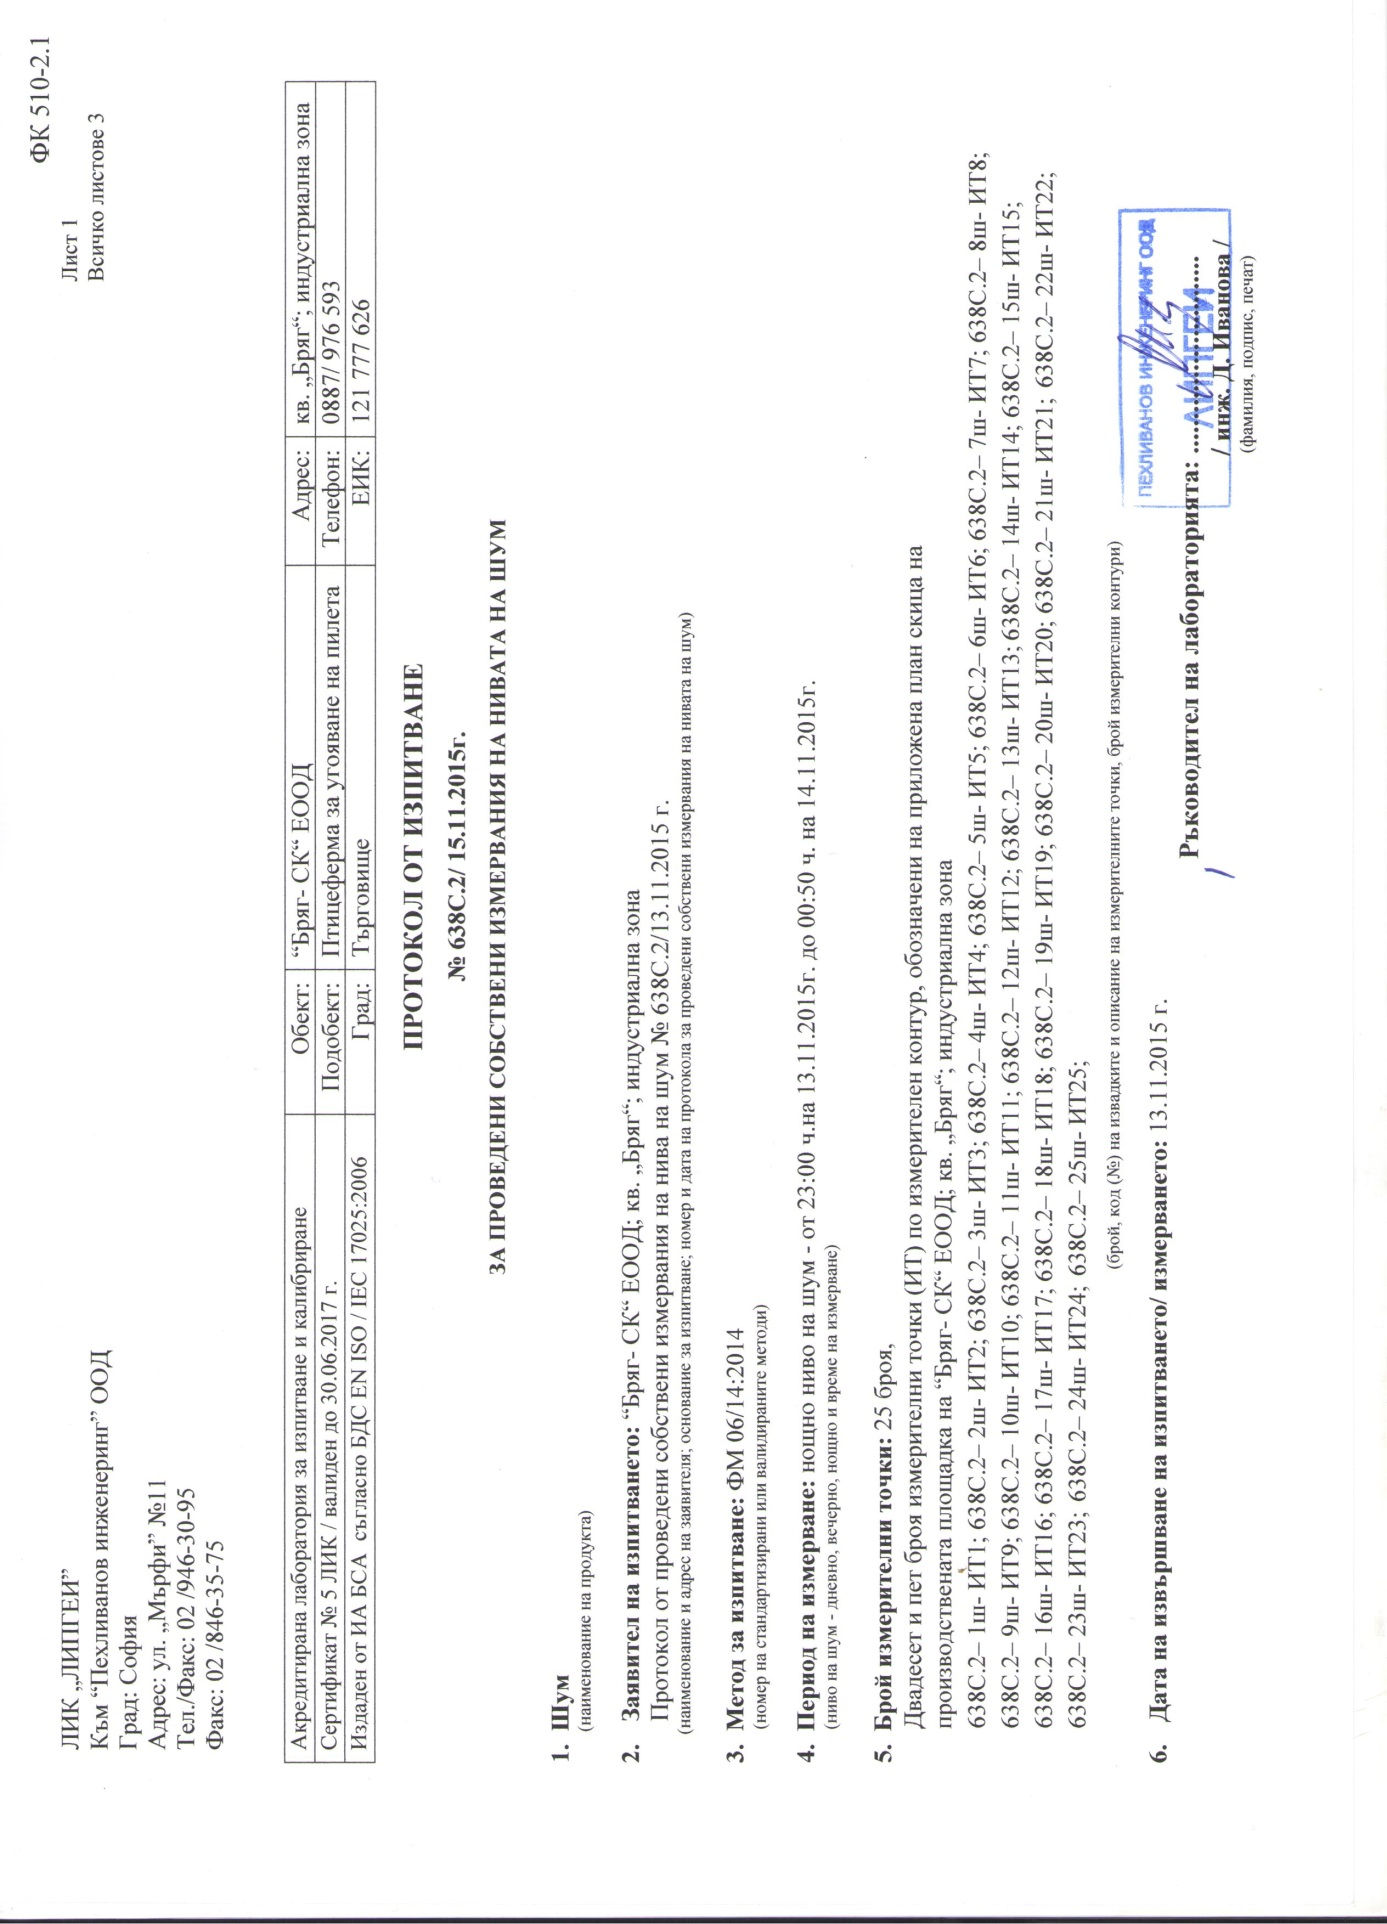 ФК 510-2.1
ЛИК „ЛИПГЕИ”
Към “Пехливанов инженеринг” ООД
Град: София
Адрес: ул. „Мърфи” №11
Тел./Факс: 02 /946-30-95
Факс: 02 /846-35-75
Лист 1
Всичко листове 3
Акредитирана лаборатория за изпитване и калибриране Обект: “Бряг- СК“ ЕООД Адрес: кв. „Бряг“; индустриална зона
Сертификат № 5 ЛИК / валиден до 30.06.2017 г. Подобект: Птицеферма за угояване на пилета Телефон: 0887/ 976 593
Издаден от ИА БСА съгласно БДС EN ISO / IEC 17025:2006 Град: Търговище ЕИК: 121 777 626
ПРОТОКОЛ ОТ ИЗПИТВАНЕ
№ 638С.2/ 15.11.2015г.
ЗА ПРОВЕДЕНИ СОБСТВЕНИ ИЗМЕРВАНИЯ НА НИВАТА НА ШУМ
1. Шум
(наименование на продукта)
2. Заявител на изпитването: “Бряг- СК“ ЕООД; кв. „Бряг“; индустриална зона
Протокол от проведени собствени измервания на нива на шум № 638С.2/13.11.2015 г.
(наименование и адрес на заявителя; основание за изпитване; номер и дата на протокола за проведени собствени измервания на нивата на шум)
3. Метод за изпитване: ФМ 06/14:2014
(номер на стандартизирани или валидираните методи)
4. Период на измерване: нощно ниво на шум - от 23:00 ч.на 13.11.2015г. до 00:50 ч. на 14.11.2015г.
(ниво на шум - дневно, вечерно, нощно и време на измерване)
5. Брой измерителни точки: 25 броя,
Двадесет и пет броя измерителни точки (ИТ) по измерителен контур, обозначени на приложена план скица на
производствената площадка на “Бряг- СК“ ЕООД; кв. „Бряг“; индустриална зона
638С.2– 1ш- ИТ1; 638С.2– 2ш- ИТ2; 638С.2– 3ш- ИТ3; 638С.2– 4ш- ИТ4; 638С.2– 5ш- ИТ5; 638С.2– 6ш- ИТ6; 638С.2– 7ш- ИТ7; 638С.2– 8ш- ИТ8;
638С.2– 9ш- ИТ9; 638С.2– 10ш- ИТ10; 638С.2– 11ш- ИТ11; 638С.2– 12ш- ИТ12; 638С.2– 13ш- ИТ13; 638С.2– 14ш- ИТ14; 638С.2– 15ш- ИТ15;
638С.2– 16ш- ИТ16; 638С.2– 17ш- ИТ17; 638С.2– 18ш- ИТ18; 638С.2– 19ш- ИТ19; 638С.2– 20ш- ИТ20; 638С.2– 21ш- ИТ21; 638С.2– 22ш- ИТ22;
638С.2– 23ш- ИТ23; 638С.2– 24ш- ИТ24; 638С.2– 25ш- ИТ25;
(брой, код (№) на извадките и описание на измерителните точки, брой измерителни контури)
6. Дата на извършване на изпитването/ измерването: 13.11.2015 г.
ПЕХЛИВАНОВ ИНЖЕНЕРИНГ ООД
ЛИПГЕИ
Ръководител на лабораторията: ..............................
/ инж. Д. Иванова /
(фамилия, подпис, печат)